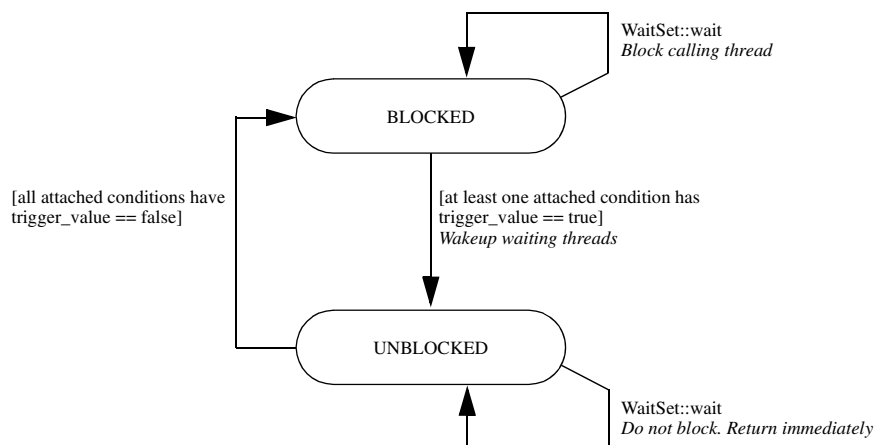 WaitSet::wait
Block calling thread
BLOCKED
[all attached conditions have
trigger_value == false]
[at least one attached condition has
trigger_value == true]
Wakeup waiting threads
UNBLOCKED
WaitSet::wait
Do not block. Return immediately